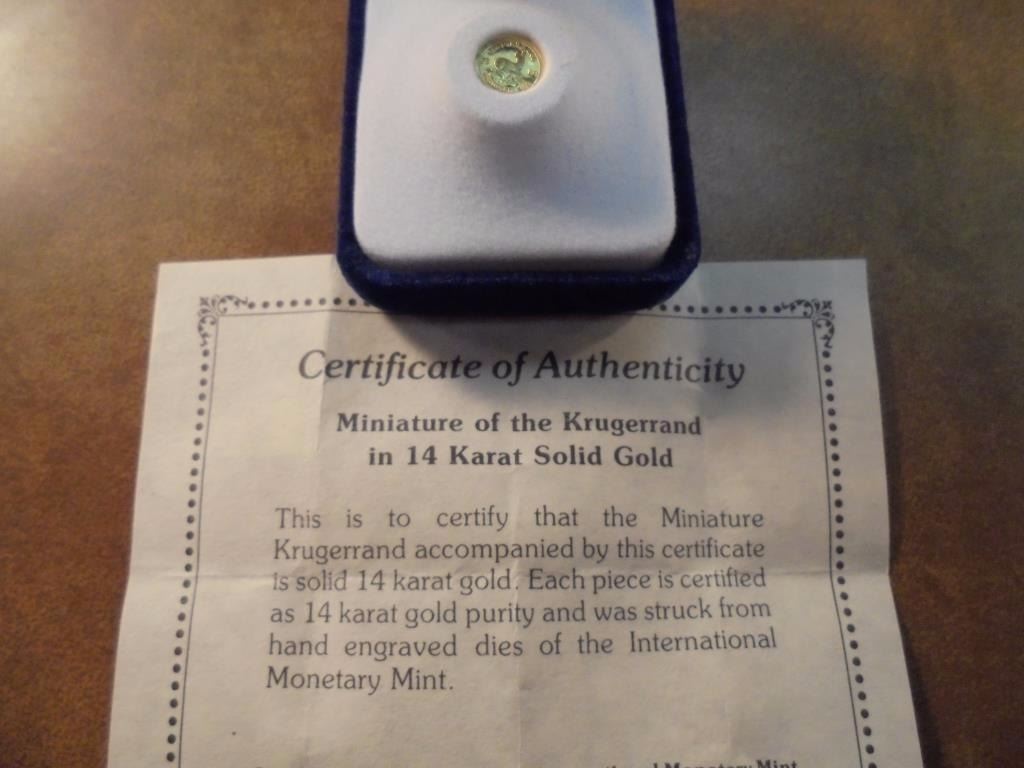 Certificate of Authenticity
Miniature of the Krugerrand
in 14 Karat Solid Gold
This is to certify that the Miniature
Krugerrand accompanied by this certificate
is solid 14 karat gold. Each piece is certified
as 14 karat gold purity and was struck from
hand engraved dies of the International
Monetary Mint.
Monetary Mint